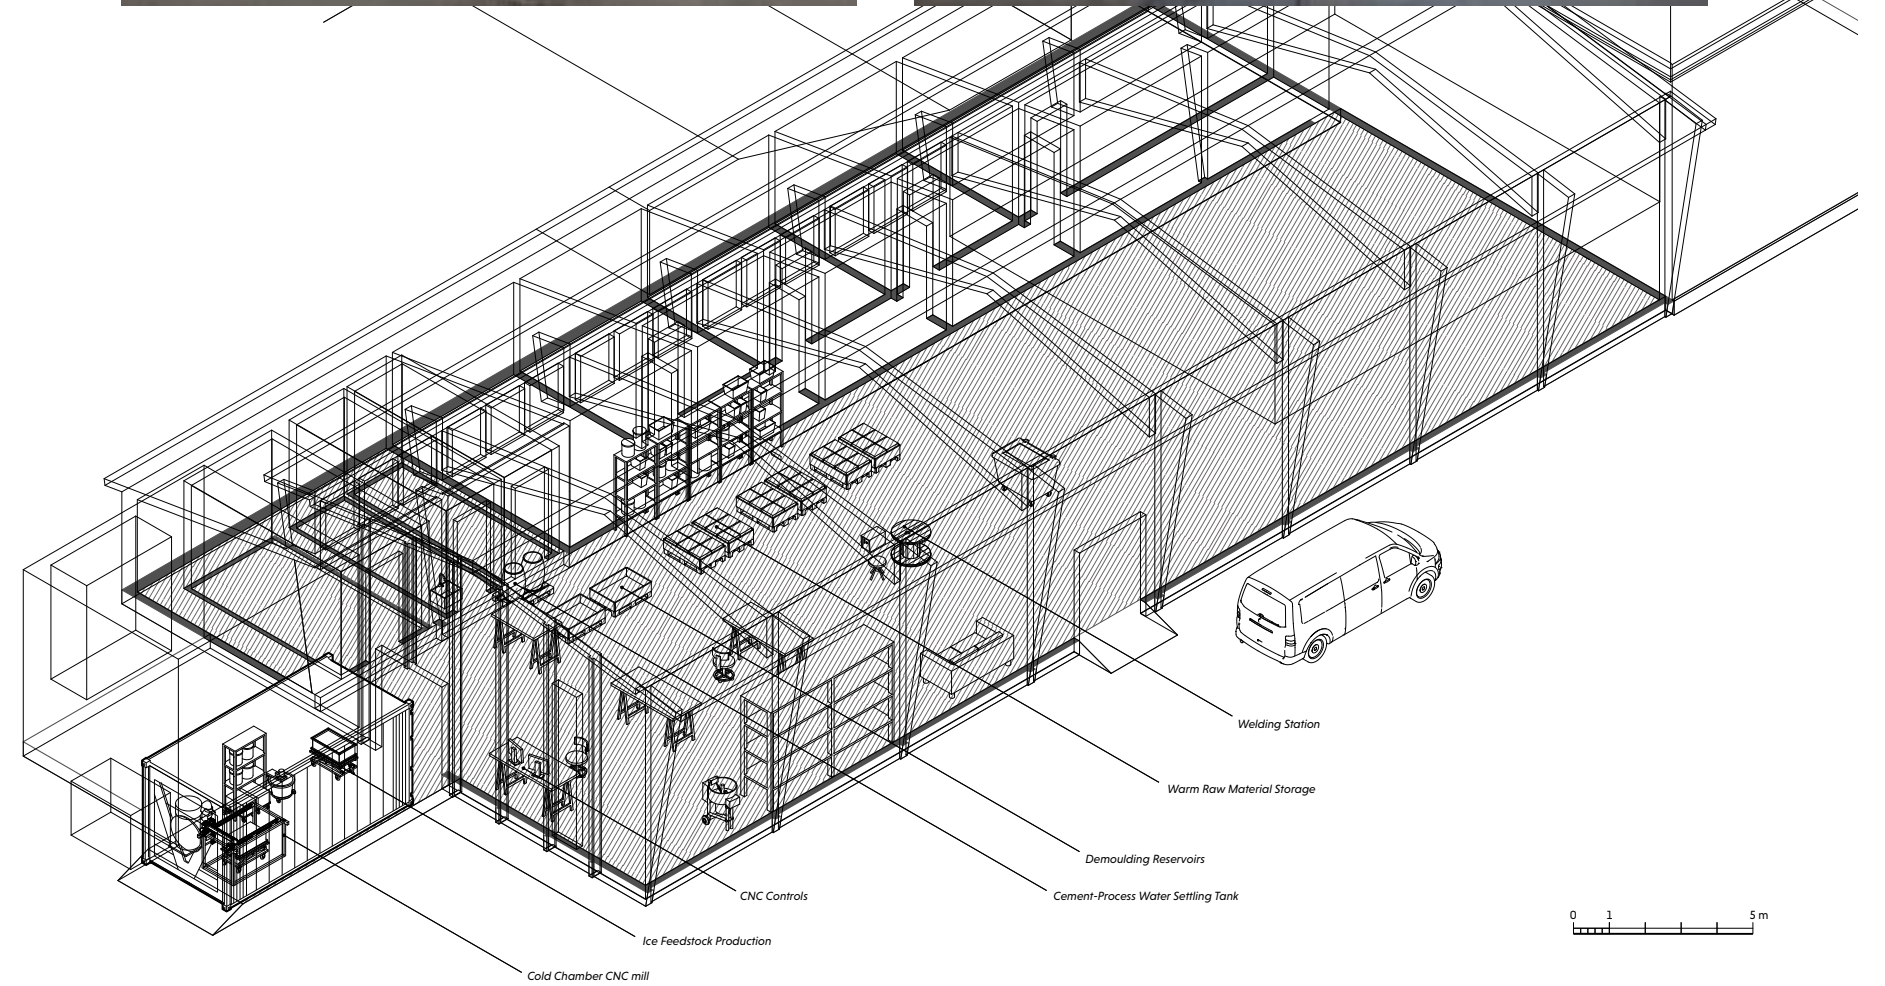 Welding Station
Warm Raw Material Storage
Demoulding Reservoirs
CNC Controls
Cement-Process Water Settling Tank
Ice Feedstock Production
Cold Chamber CNC mill
0 1 5 m